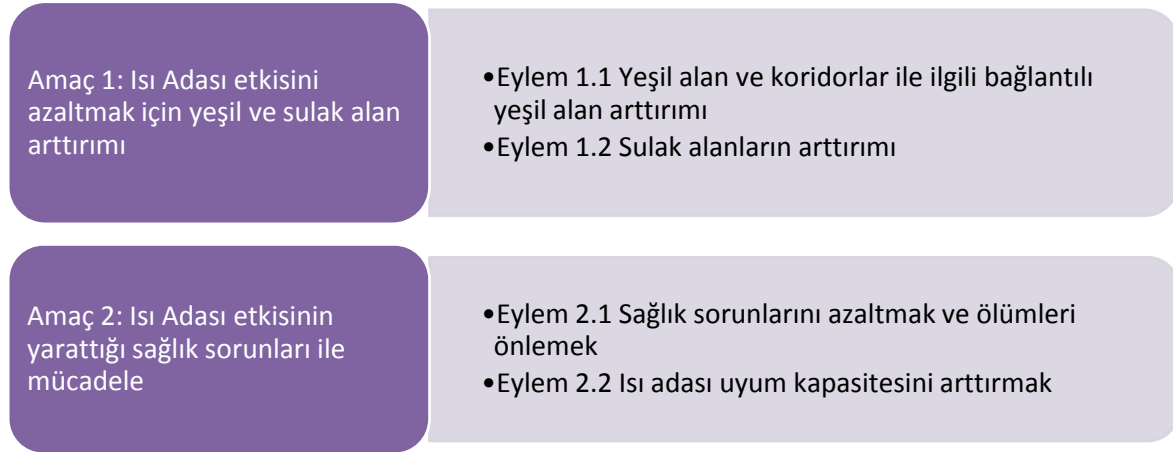 Amaç 1: Isı Adası etkisini
azaltmak için yeşil ve sulak alan
arttırımı
•Eylem 1.1 Yeşil alan ve koridorlar ile ilgili bağlantılı
yeşil alan arttırımı
•Eylem 1.2 Sulak alanların arttırımı
Amaç 2: Isı Adası etkisinin
yarattığı sağlık sorunları ile
mücadele
•Eylem 2.1 Sağlık sorunlarını azaltmak ve ölümleri
önlemek
•Eylem 2.2 Isı adası uyum kapasitesini arttırmak